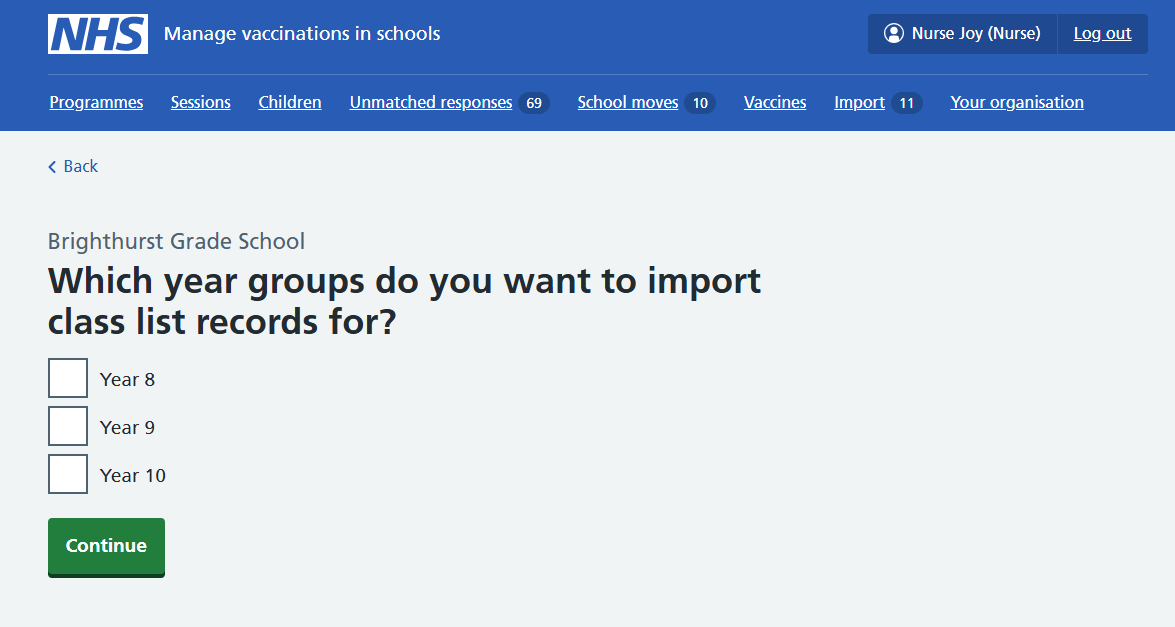 NHS Manage vaccinations in schools Nurse Joy (Nurse) Log out
Programmes Sessions Children Unmatched responses 69 School moves 10 Vaccines Import 11 Your organisation
Back
Brighthurst Grade School
Which year groups do you want to import
class list records for?
Year 8
Year 9
Year 10
Continue